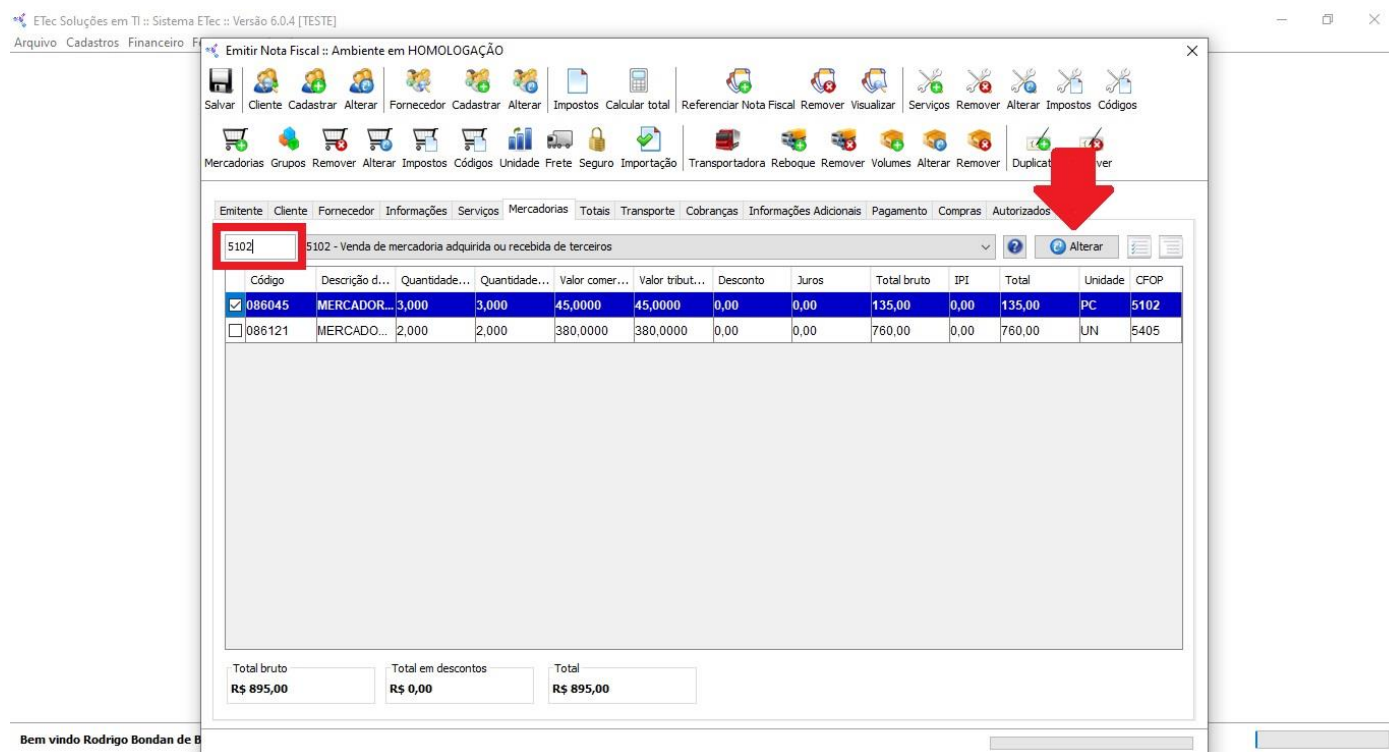 ETec Soluções em TI :: Sistema ETec :: Versão 6.0.4 [TESTE]
Arquivo Cadastros Financeiro
Emitir Nota Fiscal :: Ambiente em HOMOLOGAÇÃO
Salvar Cliente Cadastrar Alterar Fornecedor Cadastrar Alterar Impostos Calcular total Referenciar Nota Fiscal Remover Visualizar Serviços Remover Alterar Impostos Códigos
Mercadorias Grupos Remover Alterar Impostos Códigos Unidade Frete Seguro Importação Transportadora Reboque Remover Volumes Alterar Remover Duplicat ver
Emitente Cliente Fornecedor Informações Serviços Mercadorias Totais Transporte Cobranças Informações Adicionais Pagamento Compras Autorizados
5102 5102 - Venda de mercadoria adquirida ou recebida de terceiros Alterar
Código Descrição d... Quantidade... Quantidade... Valor comer... Valor tribut... Desconto Juros Total bruto IPI Total Unidade CFOP
086045 MERCADOR... 3,000 3,000 45,0000 45,0000 0,00 0,00 135,00 0,00 135,00 PC 5102
086121 MERCADO... 2,000 2,000 380,0000 380,0000 0,00 0,00 760,00 0,00 760,00 UN 5405
Total bruto Total em descontos Total
R$ 895,00 R$ 0,00 R$ 895,00
Bem vindo Rodrigo Bondan de B